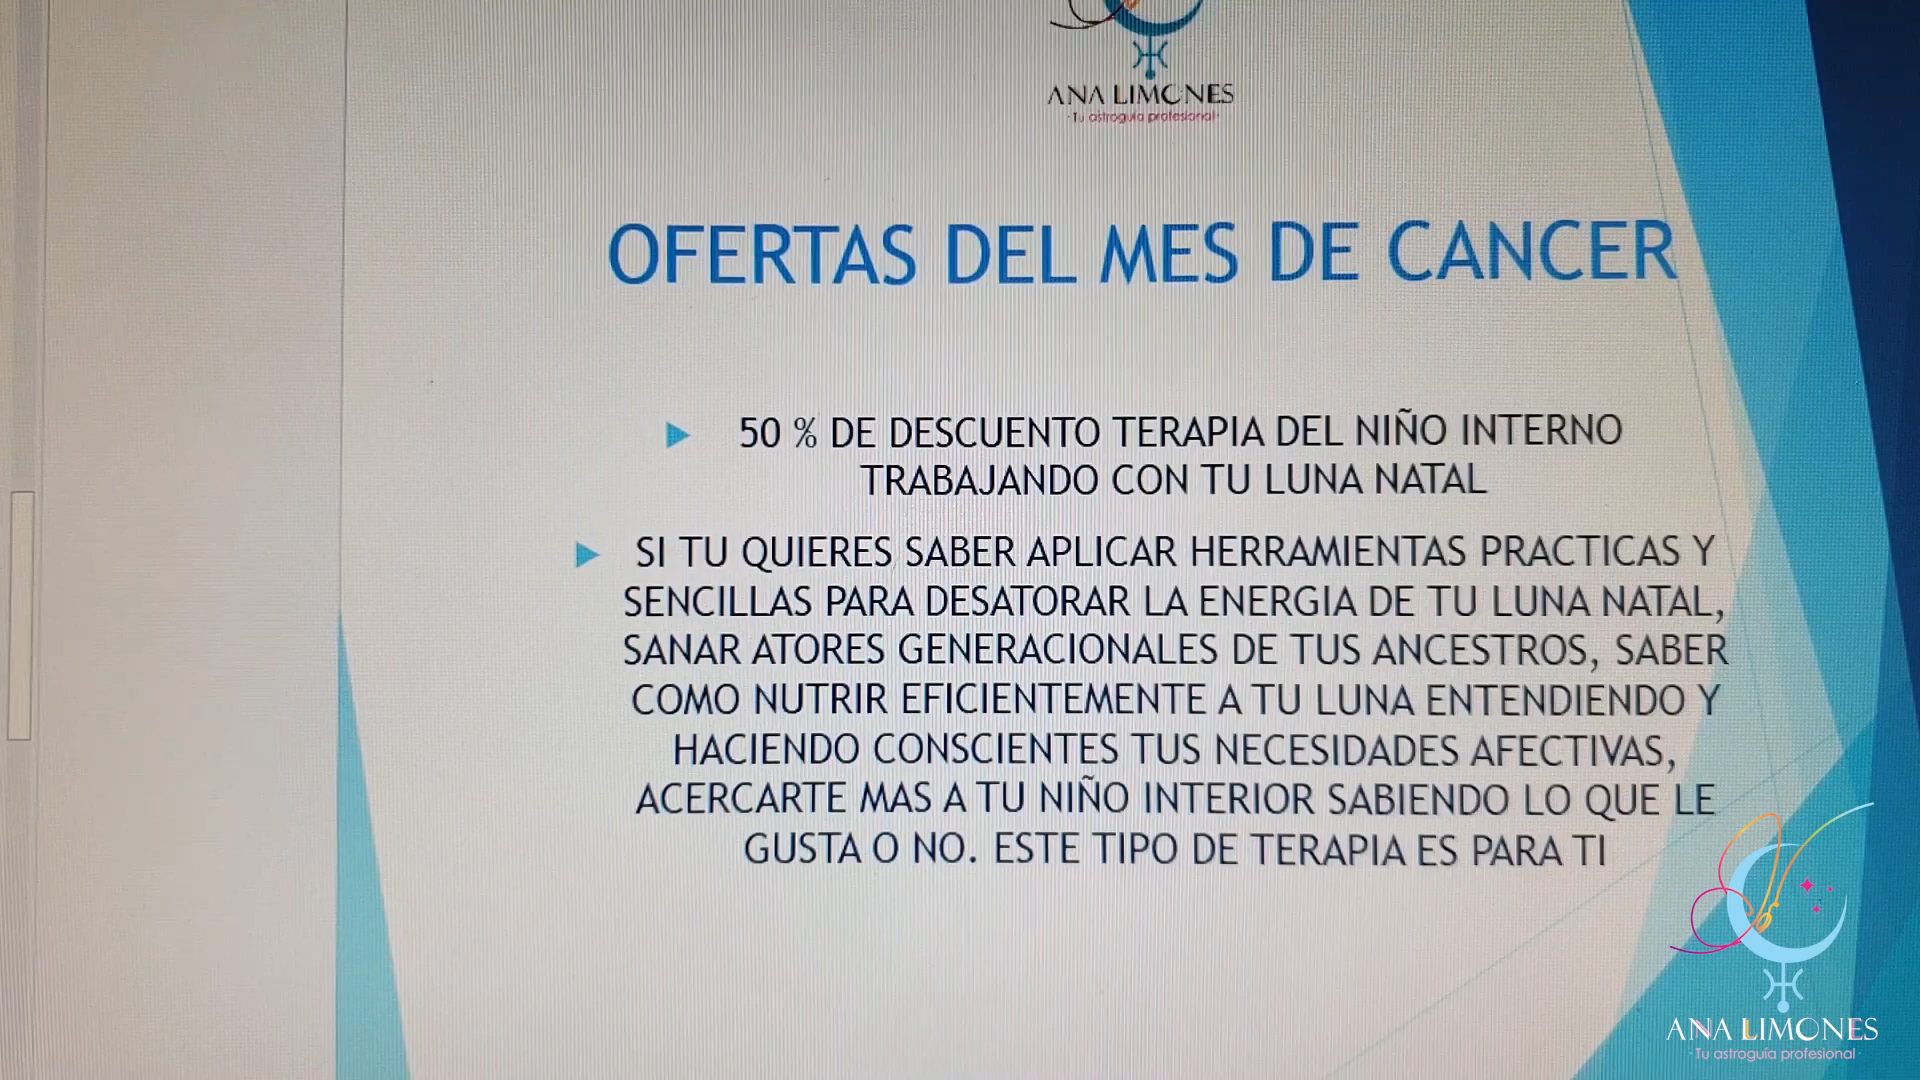 ANA LIMONES
·Tu astroguía profesional·
OFERTAS DEL MES DE CANCER
50 % DE DESCUENTO TERAPIA DEL NIÑO INTERNO
TRABAJANDO CON TU LUNA NATAL
SI TU QUIERES SABER APLICAR HERRAMIENTAS PRACTICAS Y
SENCILLAS PARA DESATORAR LA ENERGIA DE TU LUNA NATAL,
SANAR ATORES GENERACIONALES DE TUS ANCESTROS, SABER
COMO NUTRIR EFICIENTEMENTE A TU LUNA ENTENDIENDO Y
HACIENDO CONSCIENTES TUS NECESIDADES AFECTIVAS,
ACERCARTE MAS A TU NIÑO INTERIOR SABIENDO LO QUE LE
GUSTA O NO. ESTE TIPO DE TERAPIA ES PARA TI
ANA LIMONES
·Tu astroguía profesional·